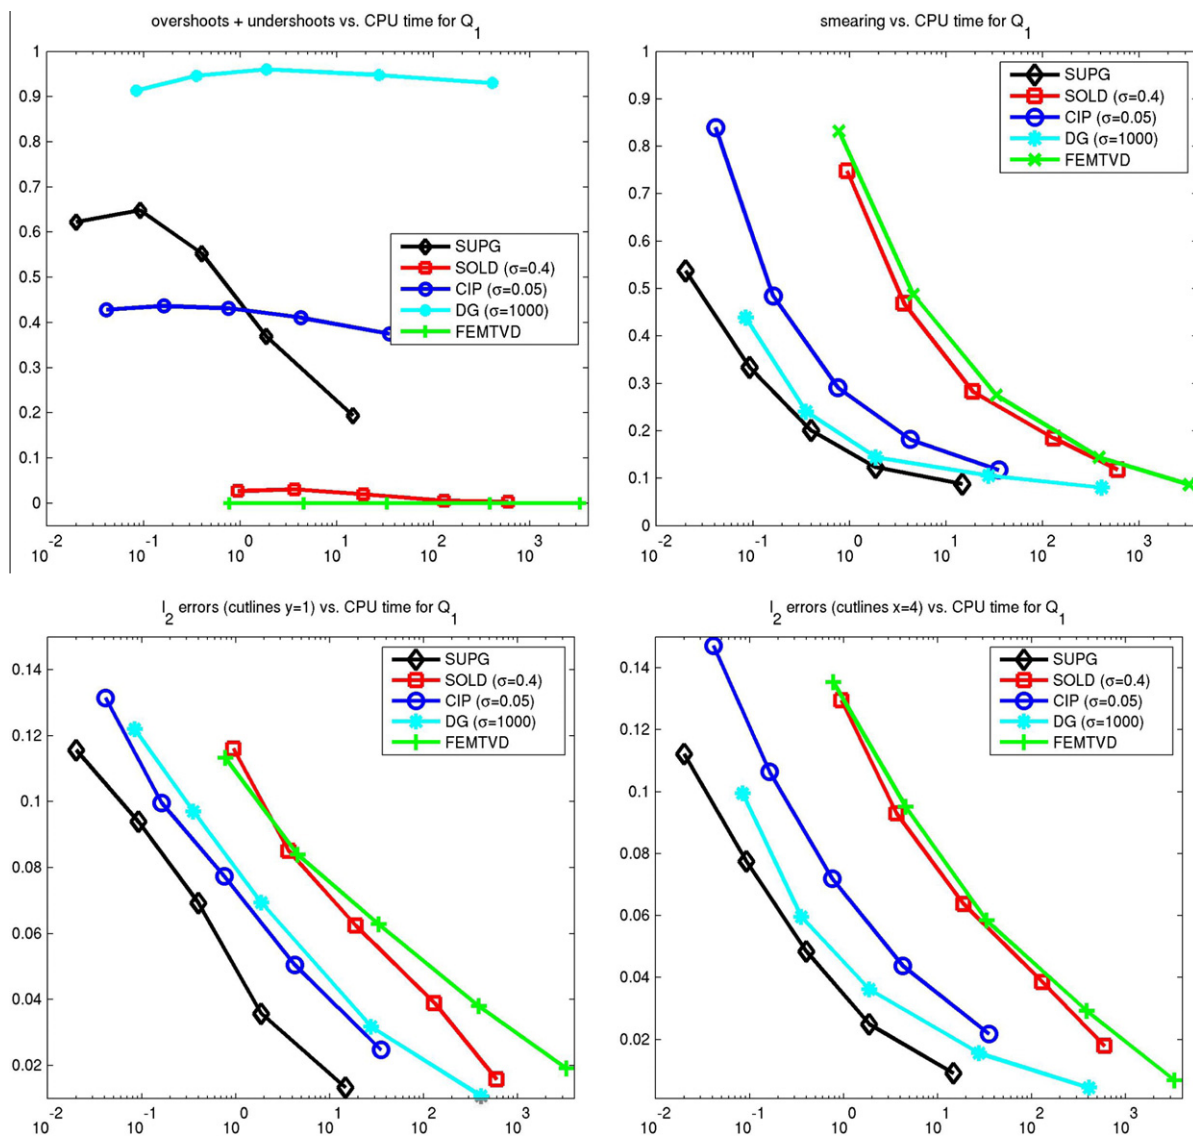 overshoots + undershoots vs. CPU time for Q₁
1
0.9
0.8
0.7
0.6
0.5
0.4
0.3
0.2
0.1
0
SUPG
SOLD (σ=0.4)
CIP (σ=0.05)
DG (σ=1000)
FEMTVD
10⁻² 10⁻¹ 10⁰ 10¹ 10² 10³
smearing vs. CPU time for Q₁
1
0.9
0.8
0.7
0.6
0.5
0.4
0.3
0.2
0.1
0
SUPG
SOLD (σ=0.4)
CIP (σ=0.05)
DG (σ=1000)
FEMTVD
10⁻² 10⁻¹ 10⁰ 10¹ 10² 10³
l₂ errors (cutlines y=1) vs. CPU time for Q₁
0.14
0.12
0.1
0.08
0.06
0.04
0.02
SUPG
SOLD (σ=0.4)
CIP (σ=0.05)
DG (σ=1000)
FEMTVD
10⁻² 10⁻¹ 10⁰ 10¹ 10² 10³
l₂ errors (cutlines x=4) vs. CPU time for Q₁
0.14
0.12
0.1
0.08
0.06
0.04
0.02
SUPG
SOLD (σ=0.4)
CIP (σ=0.05)
DG (σ=1000)
FEMTVD
10⁻² 10⁻¹ 10⁰ 10¹ 10² 10³